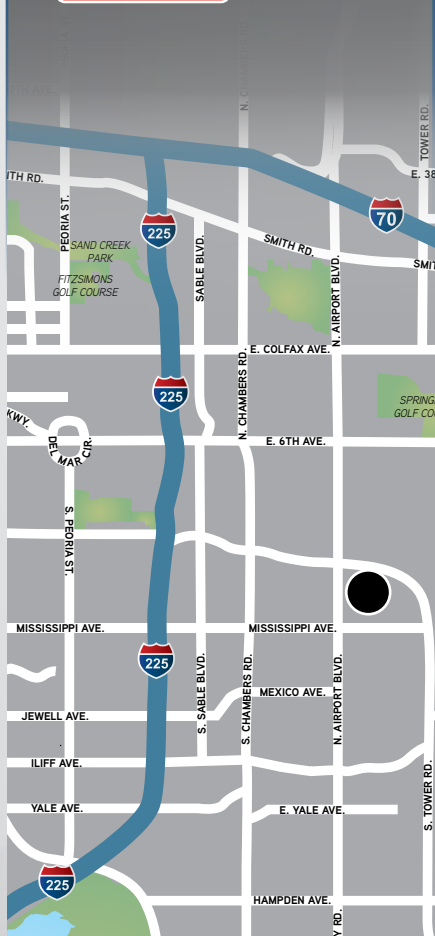 TOWER RD.
E. 38
ITH RD.
PEORIA ST.
225
70
SAND CREEK
PARK
SABLE BLVD.
SMITH RD.
N. AIRPORT BLVD.
SMIT
FITZSIMONS
GOLF COURSE
E. COLFAX AVE.
225
N. CHAMBERS RD.
SPRING
GOLF CO
KWY.
DEL MAR CIR.
E. 6TH AVE.
S. PEORIA ST.
MISSISSIPPI AVE.
MISSISSIPPI AVE.
225
S. SABLE BLVD.
S. CHAMBERS RD.
N. AIRPORT BLVD.
MEXICO AVE.
JEWELL AVE.
ILIFF AVE.
S. TOWER RD.
YALE AVE.
E. YALE AVE.
225
HAMPDEN AVE.
Y RD.